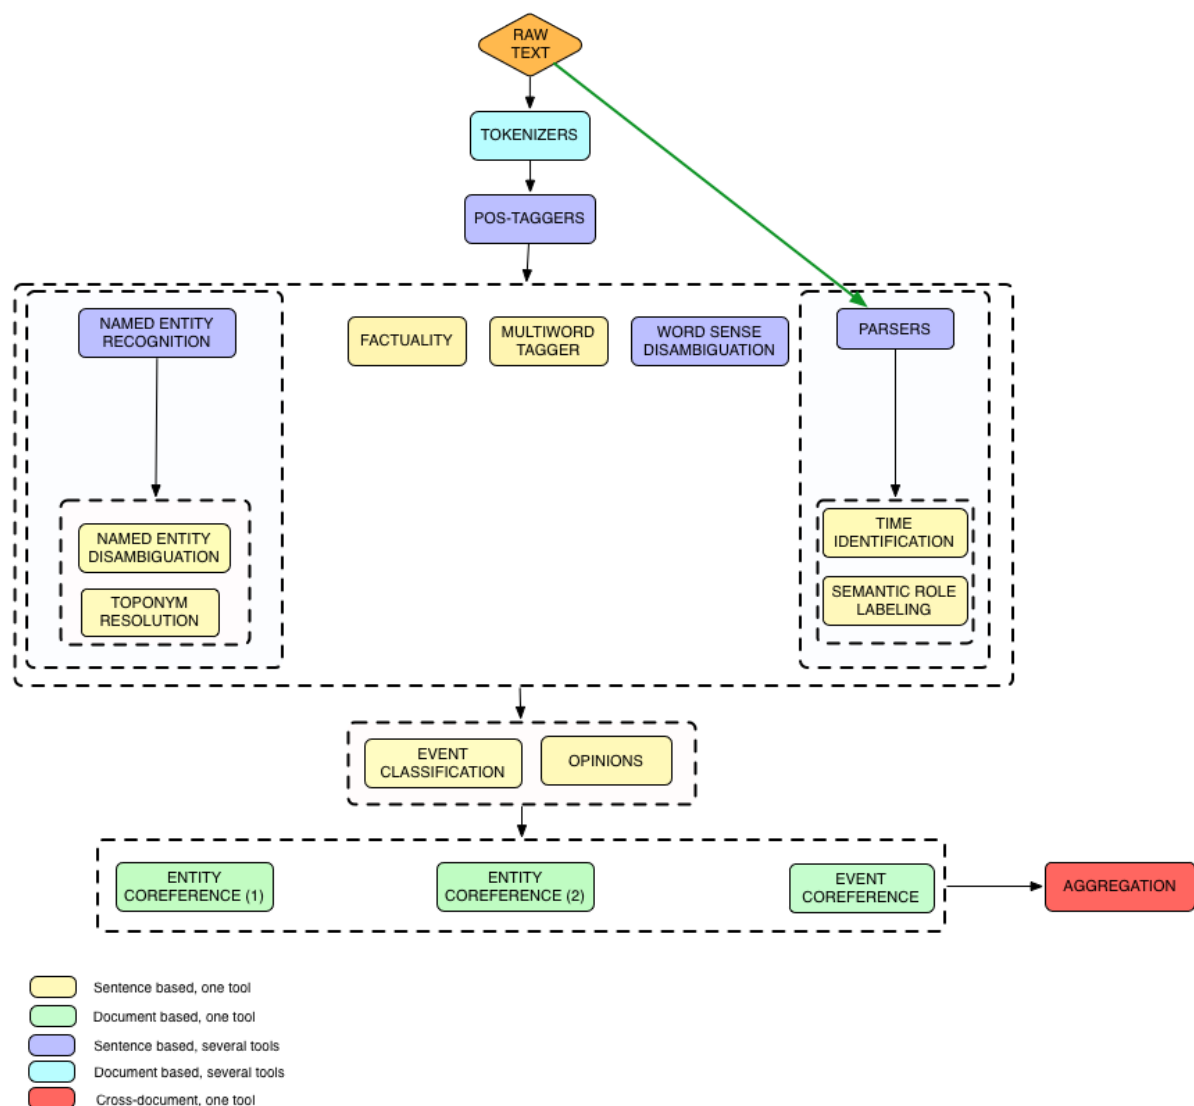 RAW
TEXT
TOKENIZERS
POS-TAGGERS
NAMED ENTITY
RECOGNITION
FACTUALITY
MULTIWORD
TAGGER
WORD SENSE
DISAMBIGUATION
PARSERS
NAMED ENTITY
DISAMBIGUATION
TOPONYM
RESOLUTION
TIME
IDENTIFICATION
SEMANTIC ROLE
LABELING
EVENT
CLASSIFICATION
OPINIONS
ENTITY
COREFERENCE (1)
ENTITY
COREFERENCE (2)
EVENT
COREFERENCE
AGGREGATION
Sentence based, one tool
Document based, one tool
Sentence based, several tools
Document based, several tools
Cross-document, one tool